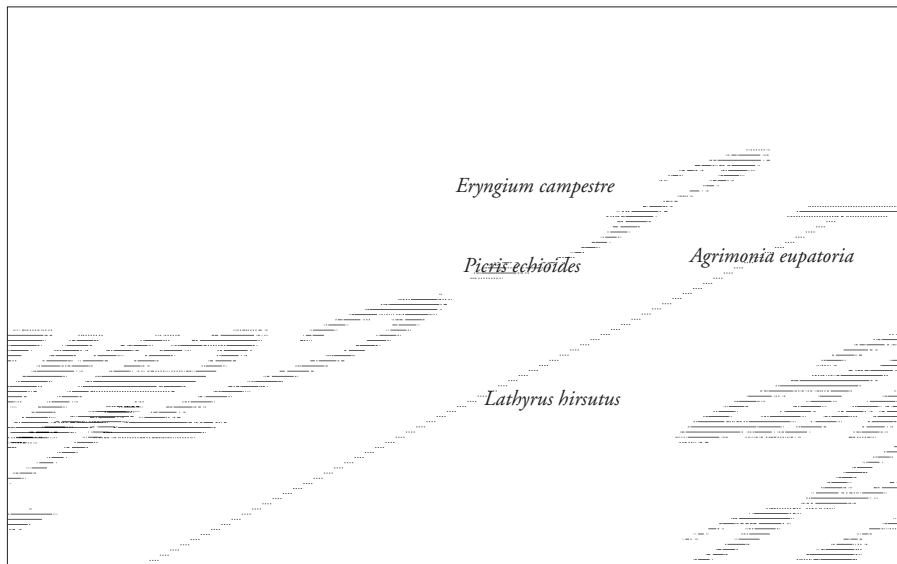 Eryngium campestre
Agrimonia eupatoria
Picris echioides
Lathyrus hirsutus